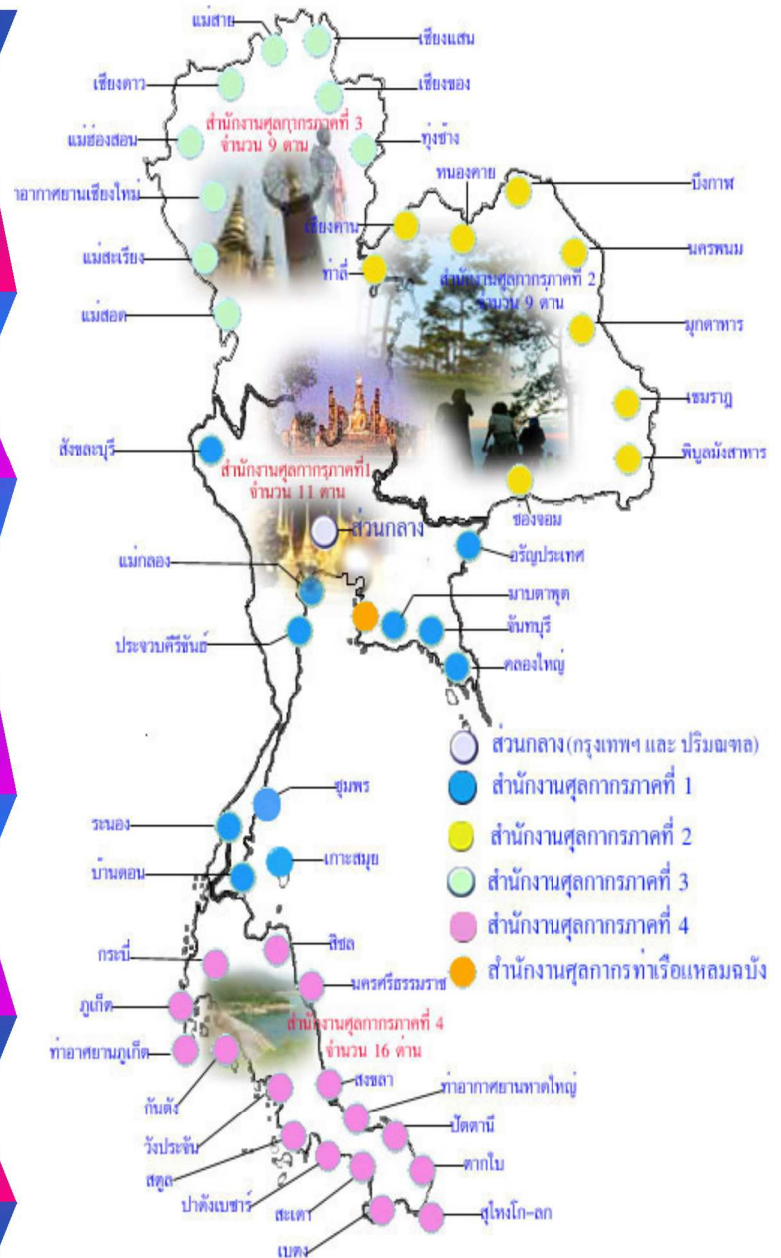 แม่สาย
เชียงแสน
เชียงดาว
เชียงของ
สำนักงานศุลกากรภาคที่ 3
จำนวน 9 ด่าน
แม่ฮ่องสอน
ทุ่งช้าง
หนองคาย
บึงกาฬ
าอากาศยานเชียงใหม่
เชียงคาน
นครพนม
แม่สะเรียง
ท่าลี่
สำนักงานศุลกากรภาคที่ 2
จำนวน 9 ด่าน
แม่สอด
มุกดาหาร
เขมราฎ
สังขละบุรี
พิบูลมังสาหาร
สำนักงานศุลกากรภาคที่1
จำนวน 11 ด่าน
ช่องจอม
ส่วนกลาง
อรัญประเทศ
แม่กลอง
มาบตาพุด
จันทบุรี
ประจวบคีรีขันธ์
คลองใหญ่
ส่วนกลาง(กรุงเทพฯ และ ปริมณฑล)
สำนักงานศุลกากรภาคที่ 1
สำนักงานศุลกากรภาคที่ 2
สำนักงานศุลกากรภาคที่ 3
สำนักงานศุลกากรภาคที่ 4
สำนักงานศุลกากรท่าเรือแหลมฉบัง
ชุมพร
ระนอง
เกาะสมุย
บ้านดอน
สิชล
กระบี่
นครศรีธรรมราช
ภูเก็ต
สำนักงานศุลกากรภาคที่ 4
จำนวน 16 ด่าน
ท่าอาศยานภูเก็ต
สงขลา
ท่าอากาศยานหาดใหญ่
กันตัง
ปัตตานี
วังประจัน
ตากใบ
สตูล
ปาดังเบซาร์
สะเดา
สุไหงโก-ลก
เบตง